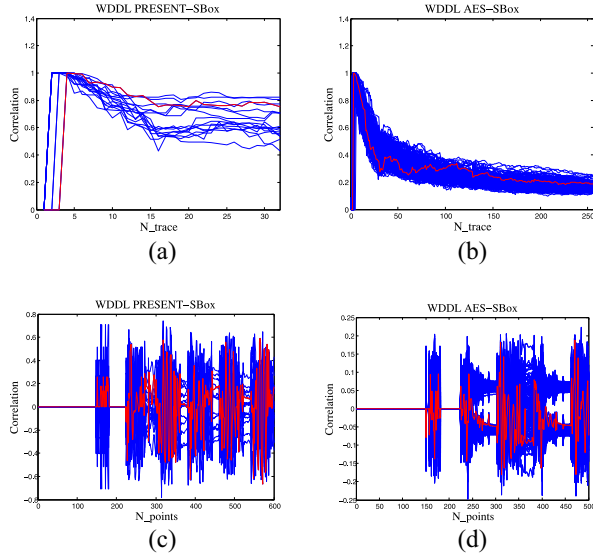 WDDL PRESENT−SBox
1.4
1.2
1
0.8
0.6
0.4
0.2
0
0 5 10 15 20 25 30
Correlation
N_trace
(a)
WDDL AES−SBox
1.4
1.2
1
0.8
0.6
0.4
0.2
0
0 50 100 150 200 250
Correlation
N_trace
(b)
WDDL PRESENT−SBox
0.8
0.6
0.4
0.2
0
−0.2
−0.4
−0.6
−0.8
0 100 200 300 400 500 600
Correlation
N_points
(c)
WDDL AES−SBox
0.25
0.2
0.15
0.1
0.05
0
−0.05
−0.1
−0.15
−0.2
−0.25
0 50 100 150 200 250 300 350 400 450 500
Correlation
N_points
(d)